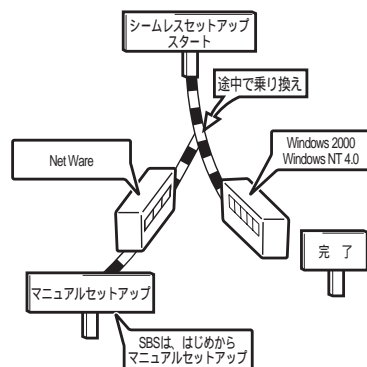 シームレスセットアップ
スタート
途中で乗り換え
Net Ware
Windows 2000
Windows NT 4.0
完 了
マニュアルセットアップ
SBSは、はじめから
マニュアルセットアップ